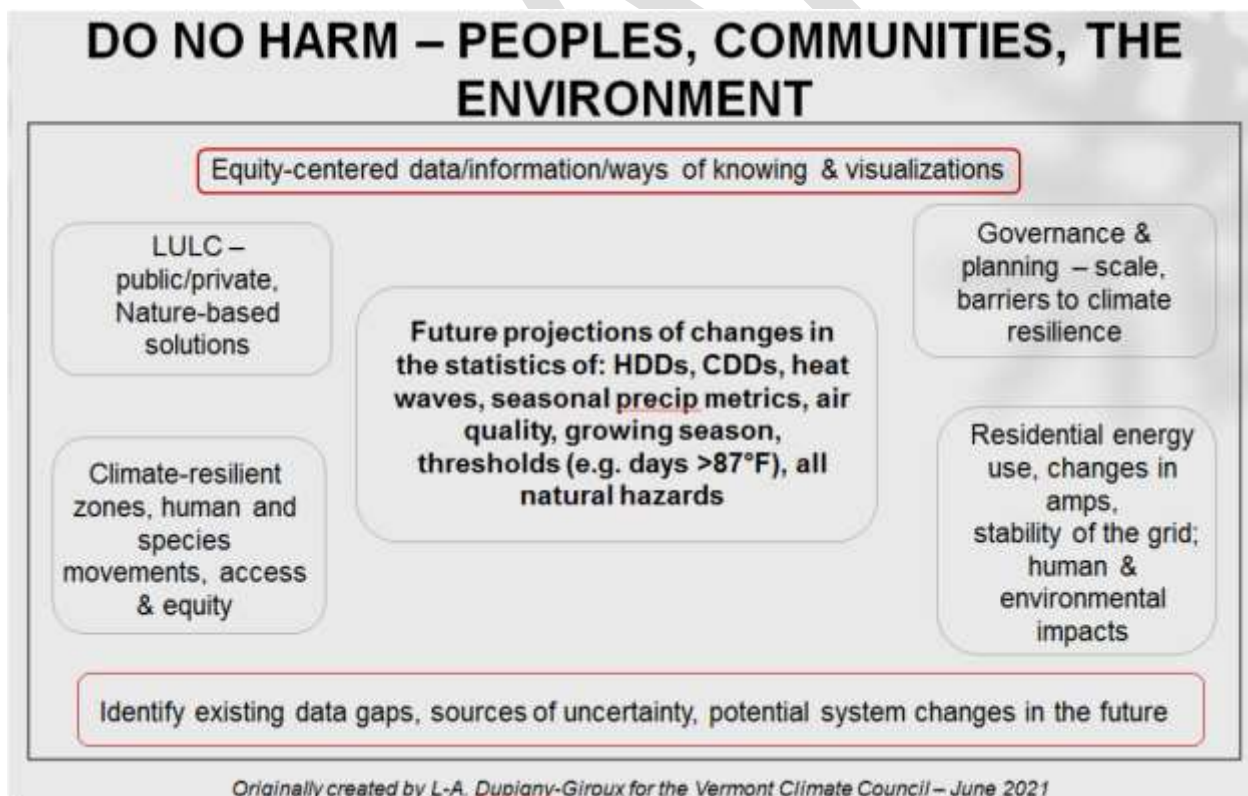 DO NO HARM – PEOPLES, COMMUNITIES, THE
ENVIRONMENT
Equity-centered data/information/ways of knowing & visualizations
LULC –
public/private,
Nature-based
solutions
Governance &
planning – scale,
barriers to climate
resilience
Future projections of changes in
the statistics of: HDDs, CDDs, heat
waves, seasonal precip metrics, air
quality, growing season,
thresholds (e.g. days >87°F), all
natural hazards
Climate-resilient
zones, human and
species
movements, access
& equity
Residential energy
use, changes in
amps,
stability of the grid;
human &
environmental
impacts
Identify existing data gaps, sources of uncertainty, potential system changes in the future
Originally created by L-A. Dupigny-Giroux for the Vermont Climate Council – June 2021